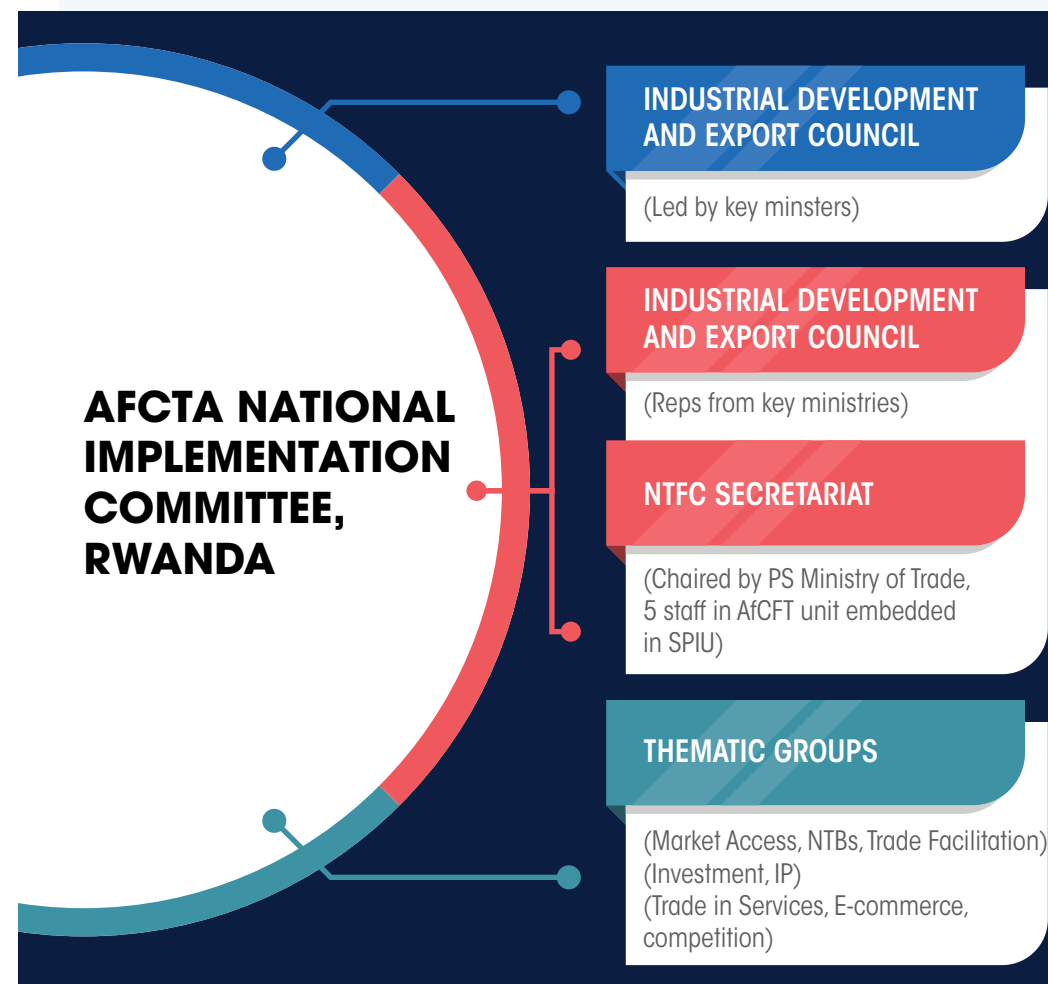 AFCTA NATIONAL
IMPLEMENTATION
COMMITTEE,
RWANDA
INDUSTRIAL DEVELOPMENT
AND EXPORT COUNCIL
(Led by key minsters)
INDUSTRIAL DEVELOPMENT
AND EXPORT COUNCIL
(Reps from key ministries)
NTFC SECRETARIAT
(Chaired by PS Ministry of Trade,
5 staff in AfCFT unit embedded
in SPIU)
THEMATIC GROUPS
(Market Access, NTBs, Trade Facilitation)
(Investment, IP)
(Trade in Services, E-commerce,
competition)